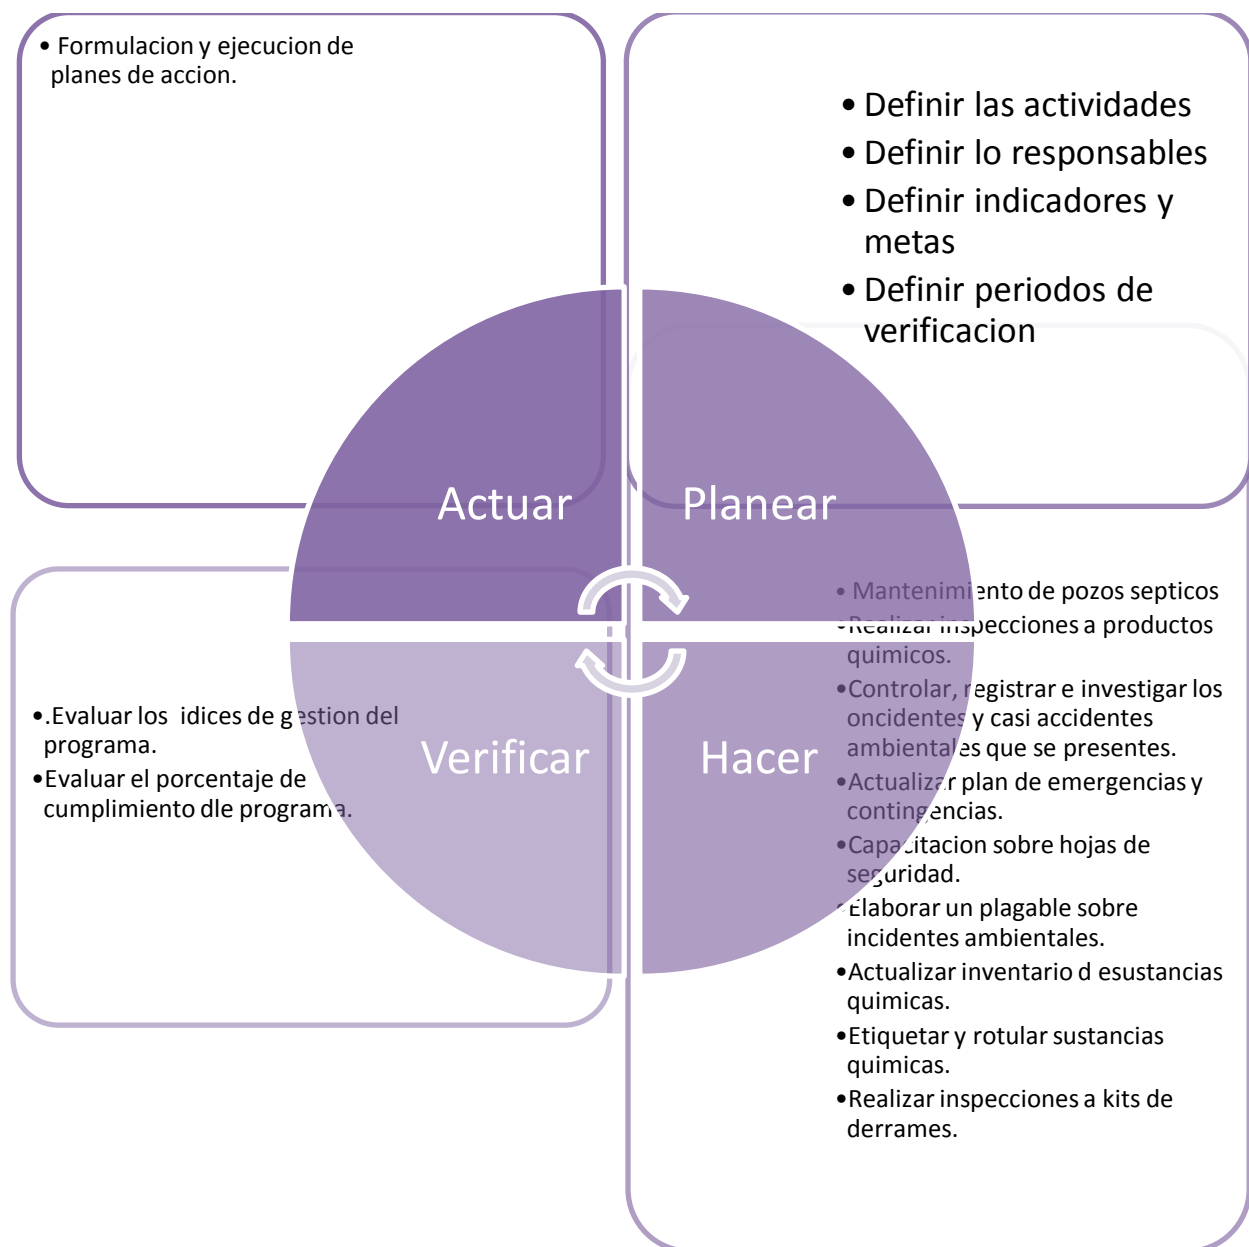 • Formulacion y ejecucion de
planes de accion.
• Definir las actividades
• Definir lo responsables
• Definir indicadores y
metas
• Definir periodos de
verificacion
Actuar
Planear
Verificar
Hacer
•.Evaluar los idices de gestion del
programa.
•Evaluar el porcentaje de
cumplimiento dle programa.
• Mantenimiento de pozos septicos
•Realizar inspecciones a productos
quimicos.
•Controlar, registrar e investigar los
oncidentes y casi accidentes
ambientales que se presentes.
•Actualizar plan de emergencias y
contingencias.
•Capacitacion sobre hojas de
seguridad.
•Elaborar un plagable sobre
incidentes ambientales.
•Actualizar inventario d esustancias
quimicas.
•Etiquetar y rotular sustancias
quimicas.
•Realizar inspecciones a kits de
derrames.